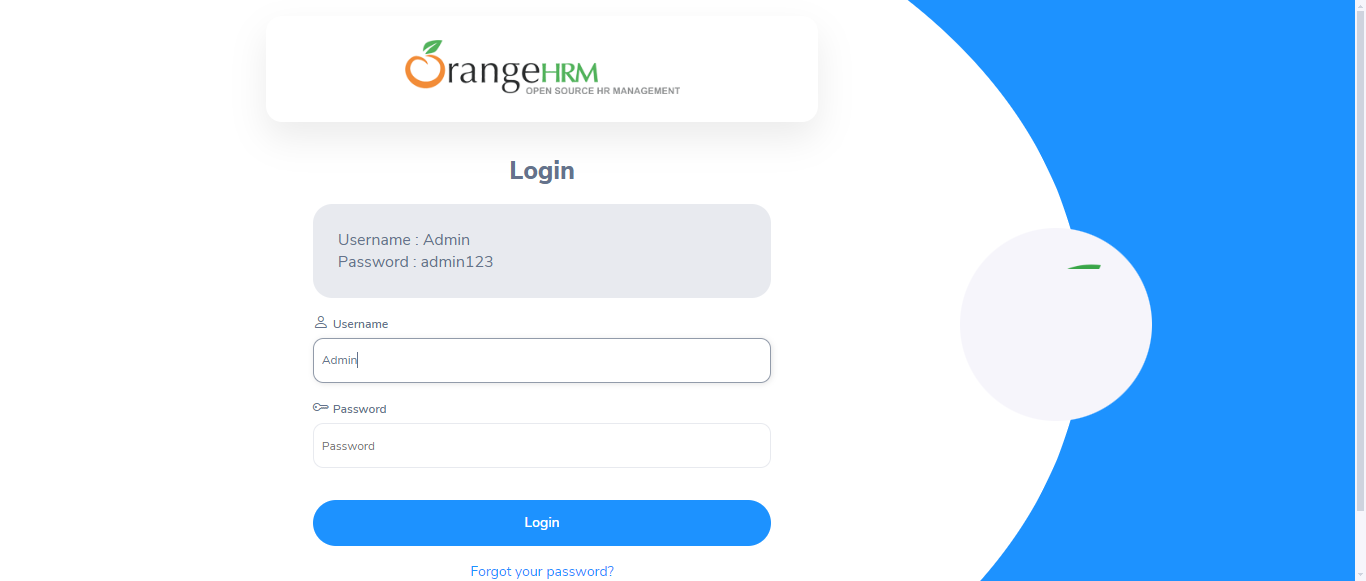 OrangeHRM
OPEN SOURCE HR MANAGEMENT
Login
Username : Admin
Password : admin123
Username
Admin
Password
Password
Login
Forgot your password?